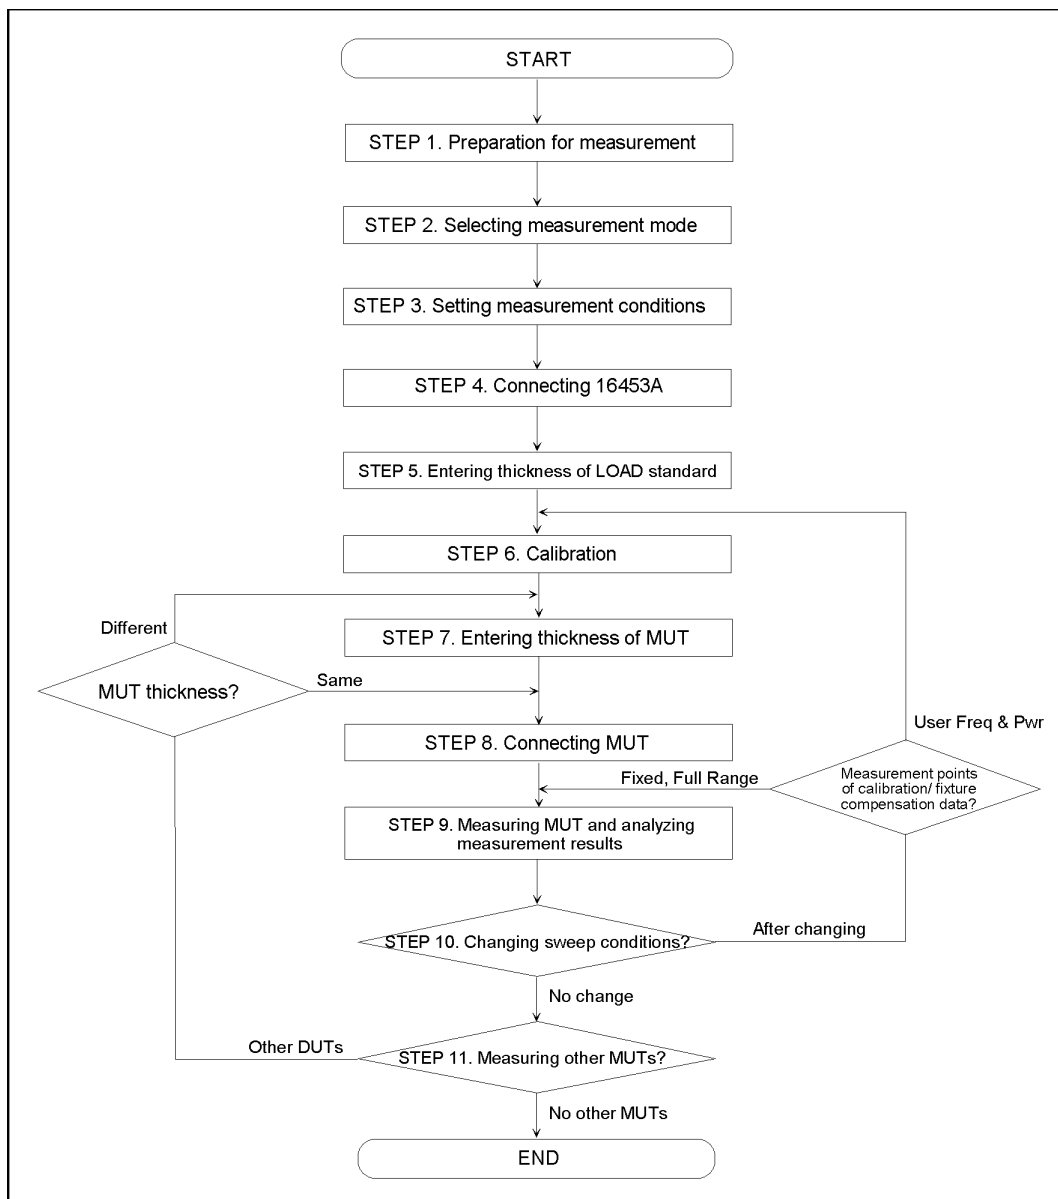 START
STEP 1. Preparation for measurement
STEP 2. Selecting measurement mode
STEP 3. Setting measurement conditions
STEP 4. Connecting 16453A
STEP 5. Entering thickness of LOAD standard
STEP 6. Calibration
Different
STEP 7. Entering thickness of MUT
MUT thickness?
Same
User Freq & Pwr
STEP 8. Connecting MUT
Fixed, Full Range
Measurement points
of calibration/ fixture
compensation data?
STEP 9. Measuring MUT and analyzing
measurement results
STEP 10. Changing sweep conditions?
After changing
No change
Other DUTs
STEP 11. Measuring other MUTs?
No other MUTs
END